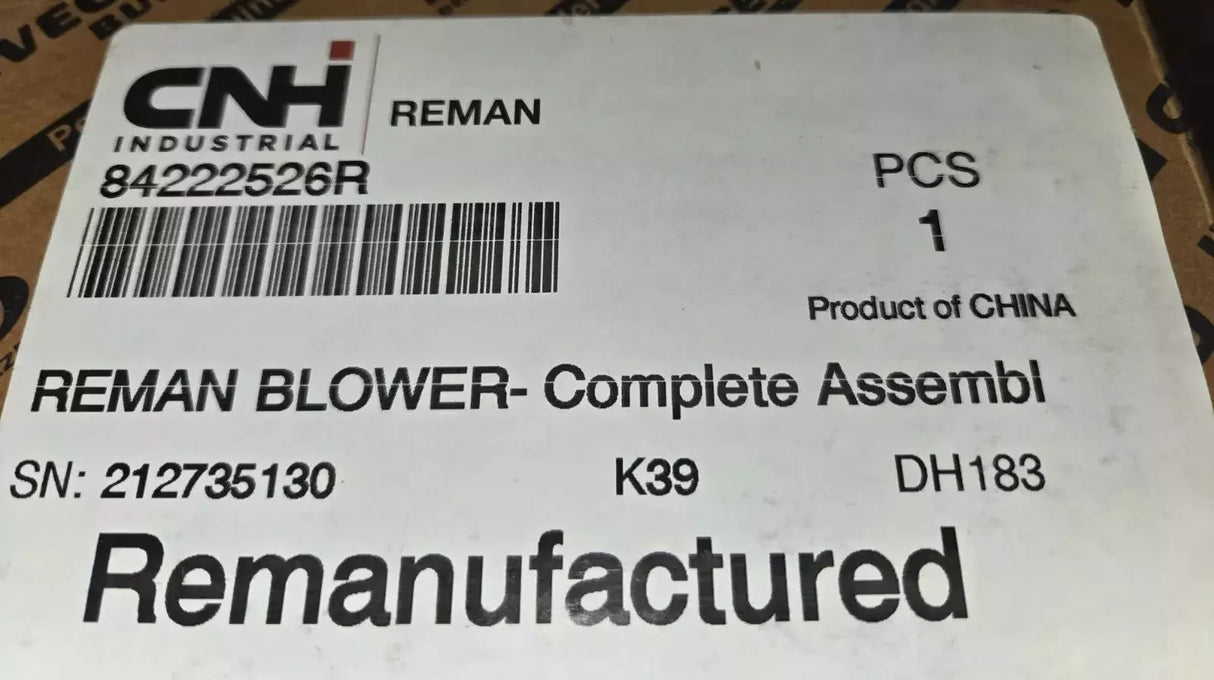 CNH
INDUSTRIAL
REMAN
84222526R
PCS
1
Product of CHINA
REMAN BLOWER- Complete Assembl
SN: 212735130 K39 DH183
Remanufactured